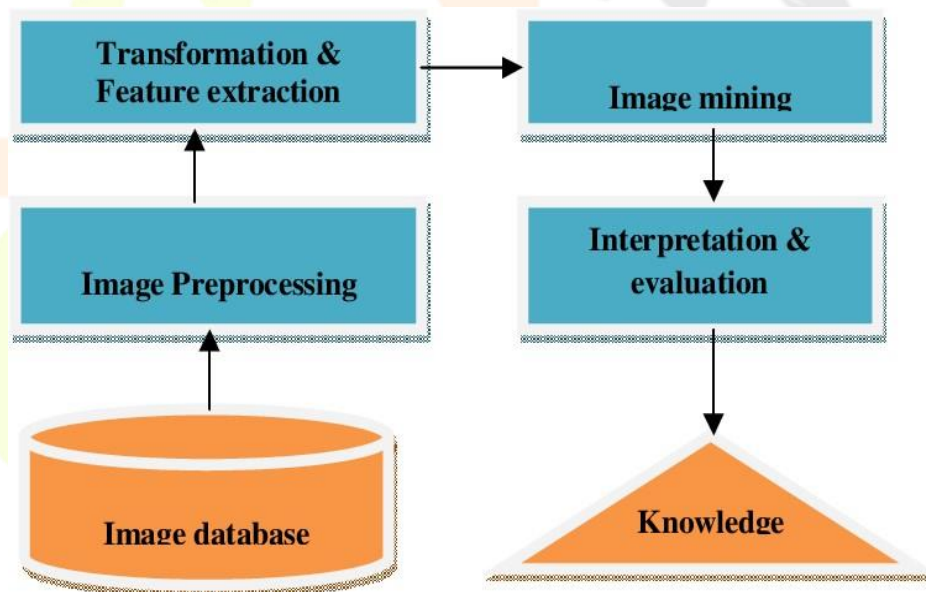 Transformation &
Feature extraction
Image mining
Image Preprocessing
Interpretation &
evaluation
Image database
Knowledge